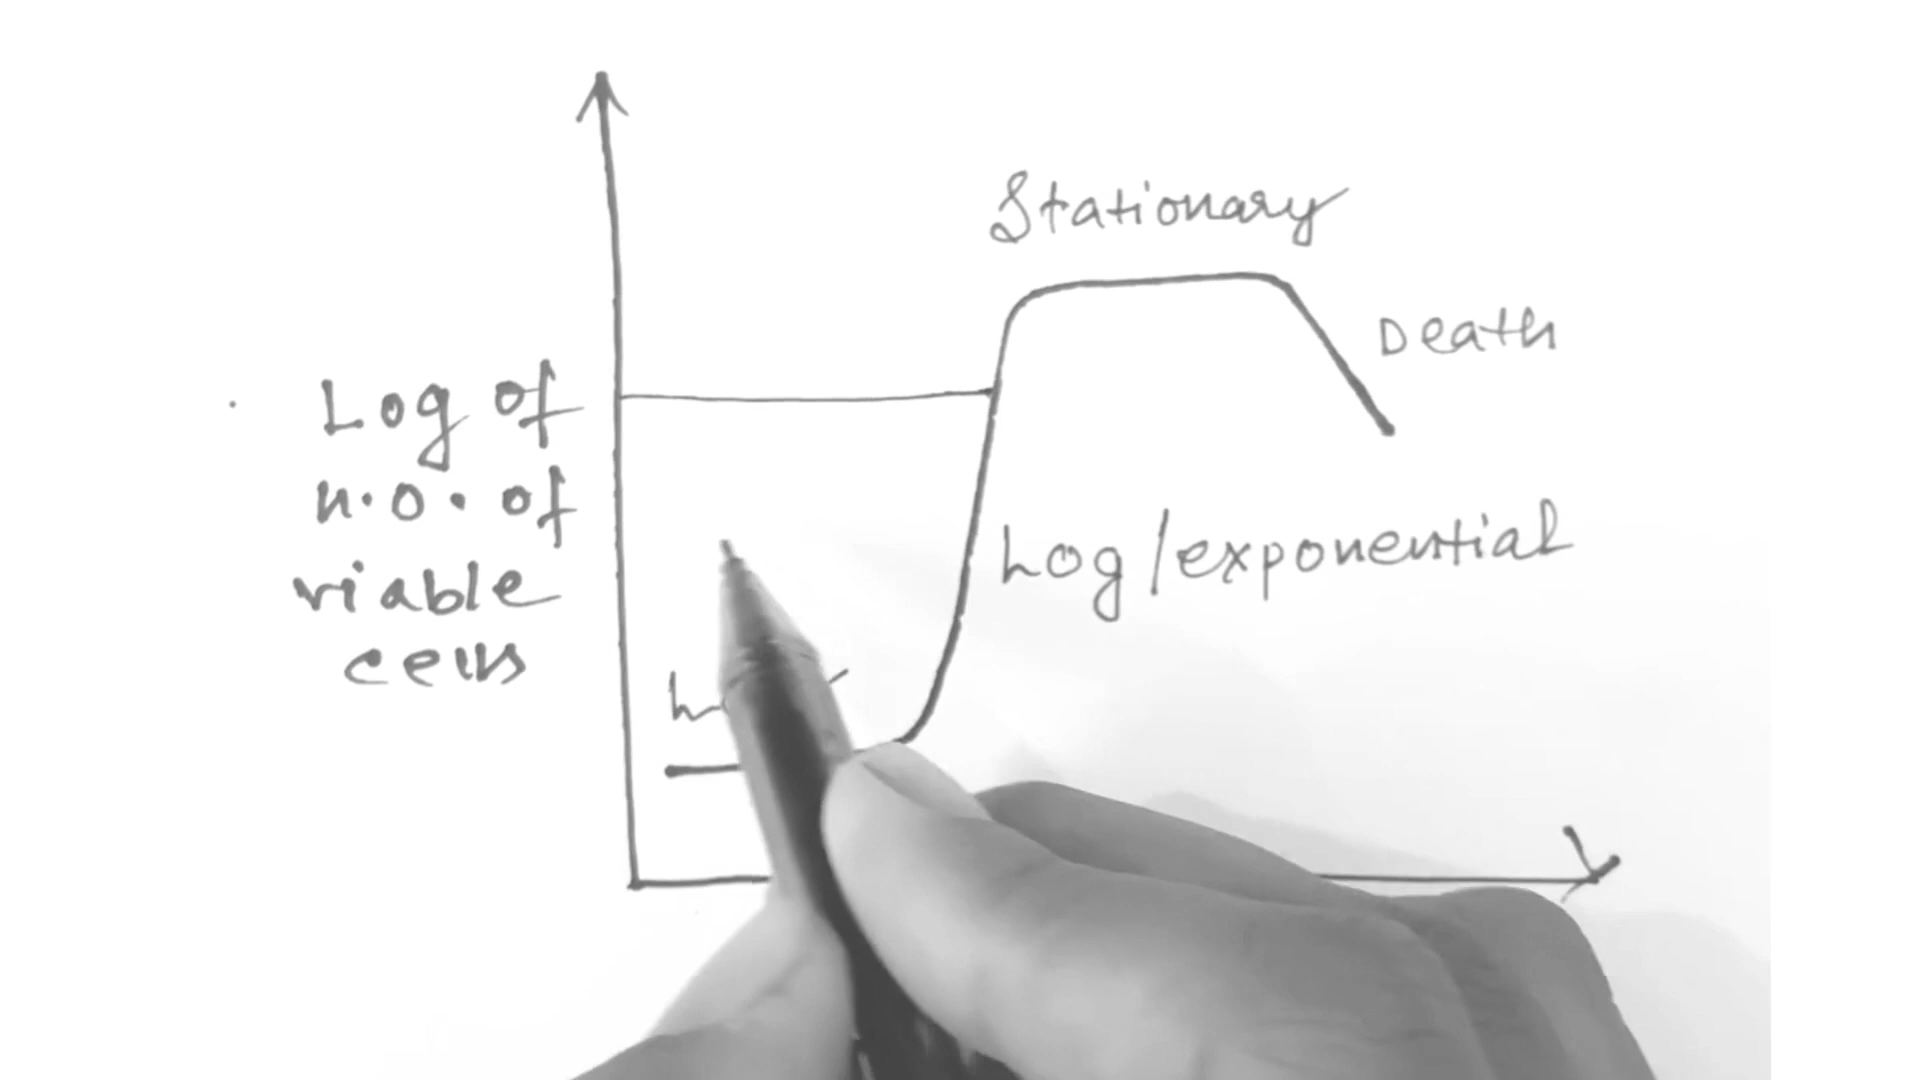 Stationary
Death
Log of
n.o. of
viable
cells
Log/exponential